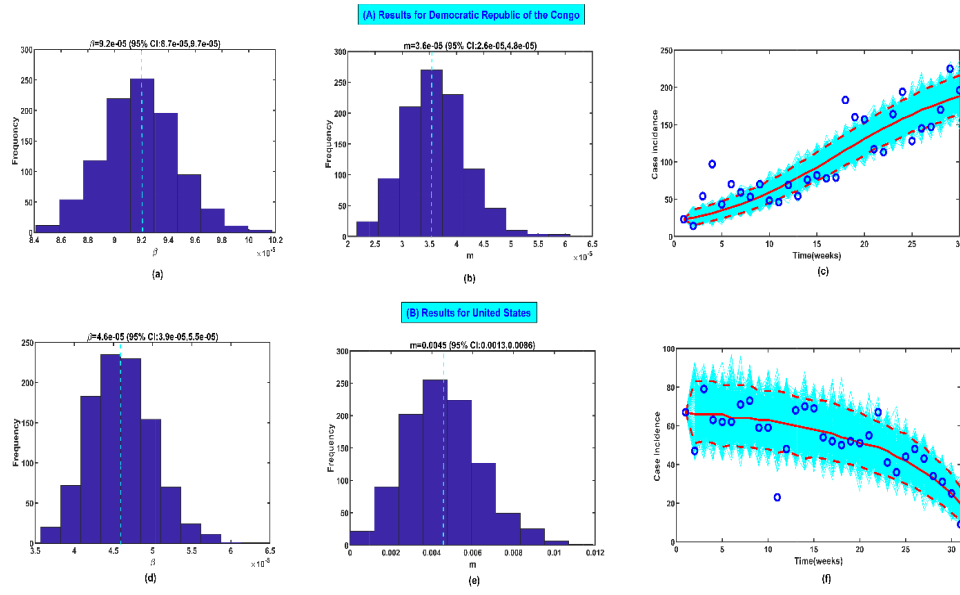 (A) Results for Democratic Republic of the Congo
β=9.2e-05 (95% CI:8.7e-05,9.7e-05)
300
250
200
150
100
50
0
Frequency
8.4 8.6 8.8 9 9.2 9.4 9.6 9.8 10 10.2
β
×10⁻⁵
(a)
m=3.6e-05 (95% CI:2.6e-05,4.8e-05)
300
250
200
150
100
50
0
Frequency
2 2.5 3 3.5 4 4.5 5 5.5 6 6.5
m
×10⁻⁵
(b)
250
200
150
100
50
0
Case incidence
0 5 10 15 20 25 30
Time(weeks)
(c)
(B) Results for United States
β=4.6e-05 (95% CI:3.9e-05,5.5e-05)
250
200
150
100
50
0
Frequency
3.5 4 4.5 5 5.5 6 6.5
β
×10⁻⁵
(d)
m=0.0045 (95% CI:0.0013,0.0086)
300
250
200
150
100
50
0
Frequency
0 0.002 0.004 0.006 0.008 0.01 0.012
m
(e)
100
80
60
40
20
0
Case incidence
0 5 10 15 20 25 30
Time(weeks)
(f)